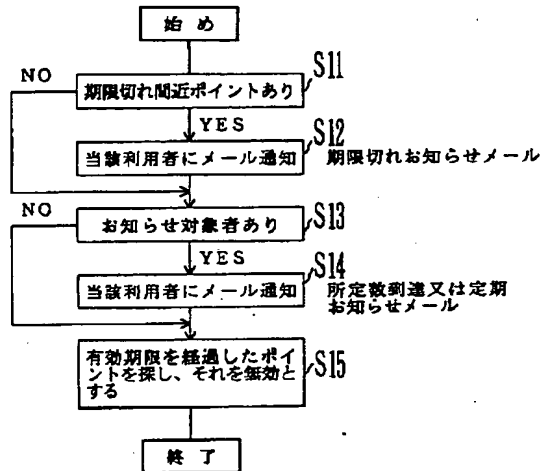 始め
NO
S11
期限切れ間近ポイントあり
YES
S12
当該利用者にメール通知
期限切れお知らせメール
NO
S13
お知らせ対象者あり
YES
S14
当該利用者にメール通知
所定数到達又は定期
お知らせメール
有効期限を経過したポイ
ントを探し、それを無効と
する
S15
終了